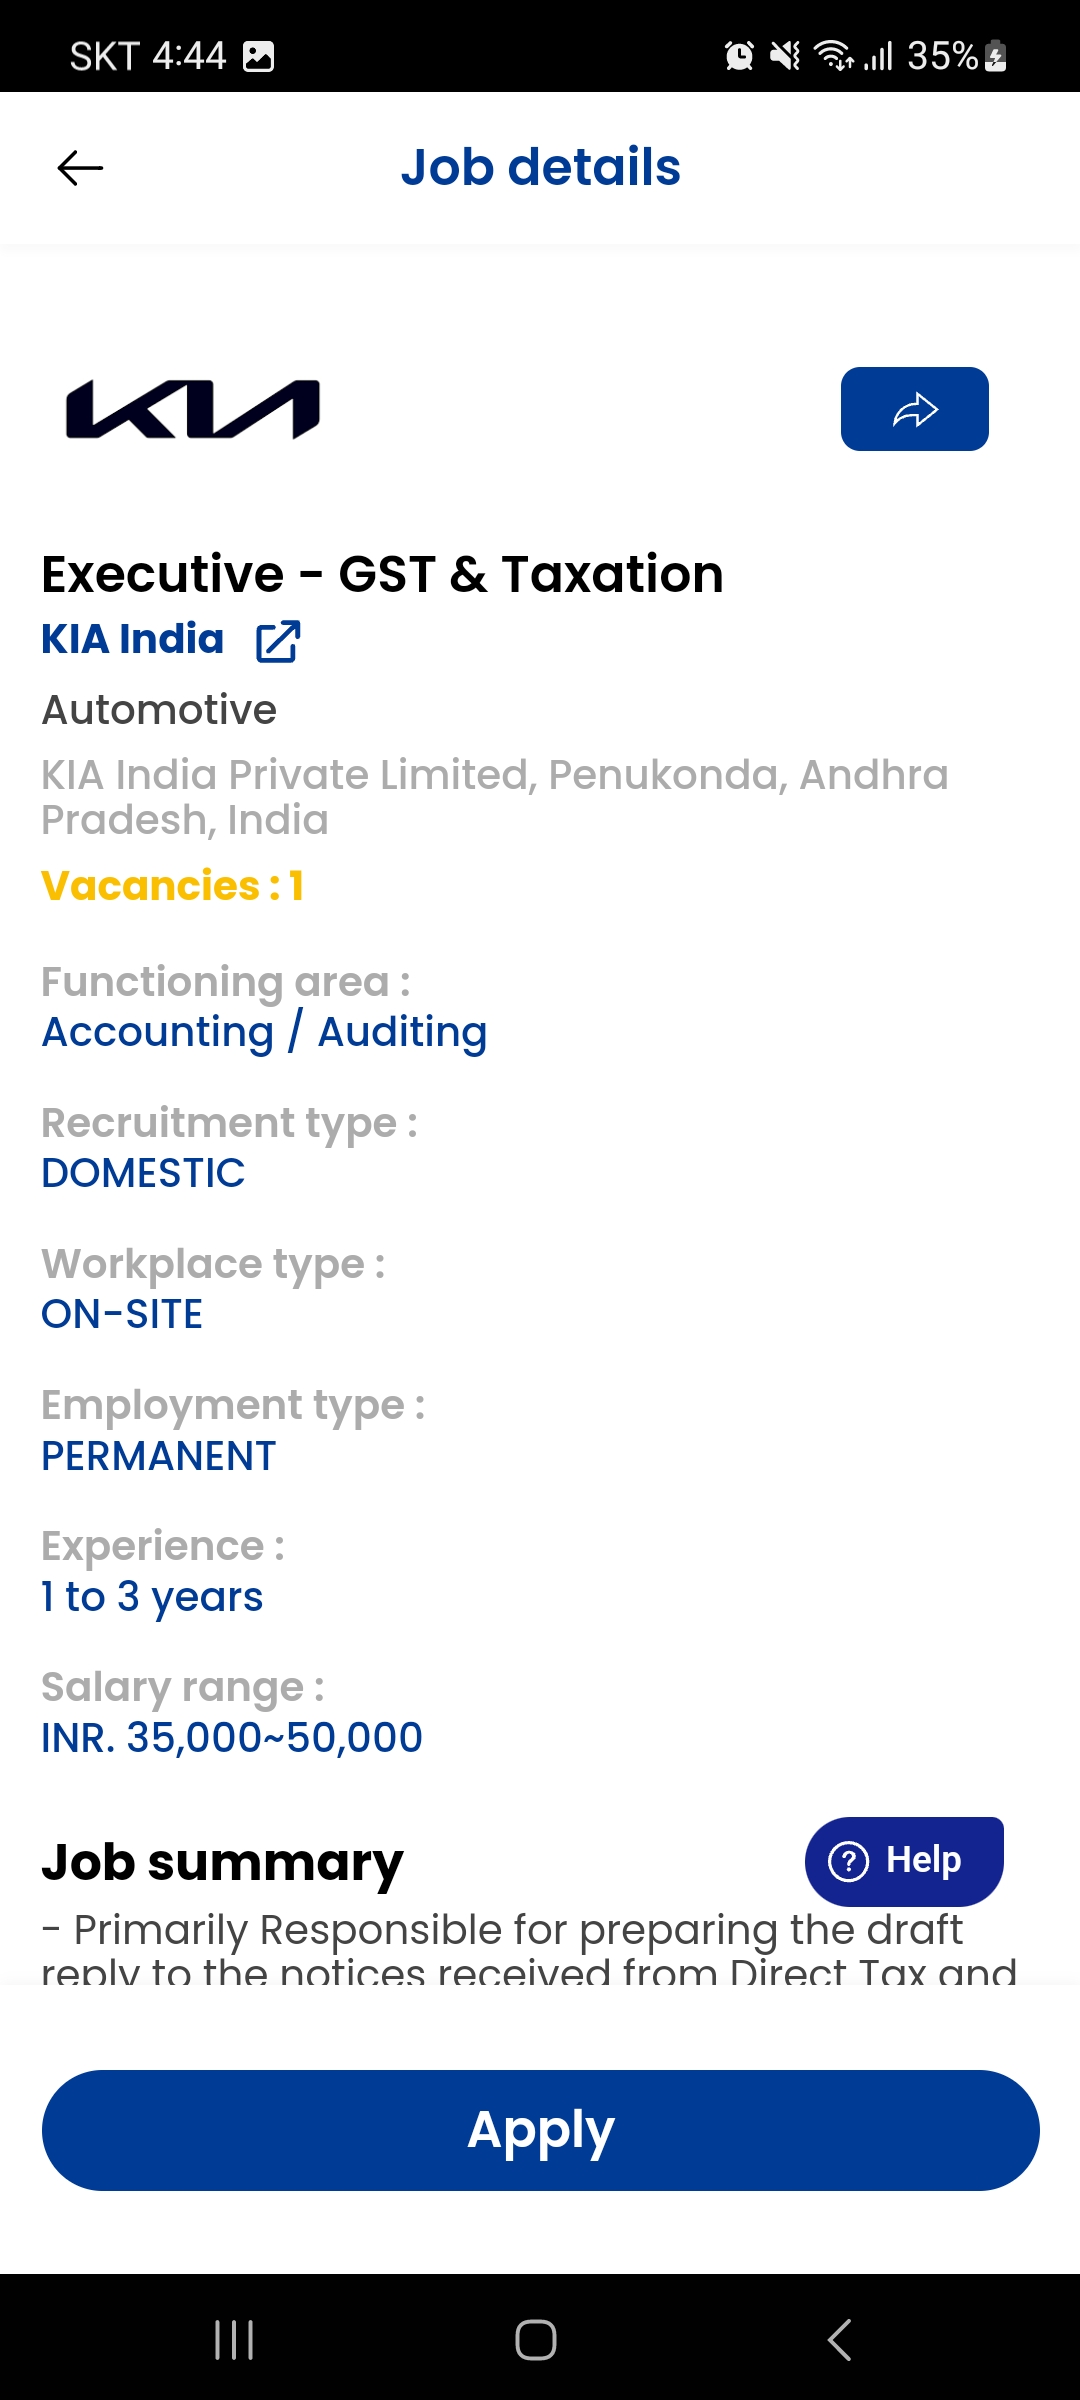 SKT 4:44
35%
Job details
KIA
Executive - GST & Taxation
KIA India
Automotive
KIA India Private Limited, Penukonda, Andhra
Pradesh, India
Vacancies : 1
Functioning area :
Accounting / Auditing
Recruitment type :
DOMESTIC
Workplace type :
ON-SITE
Employment type :
PERMANENT
Experience :
1 to 3 years
Salary range :
INR. 35,000~50,000
Job summary
Help
- Primarily Responsible for preparing the draft
reply to the notices received from Direct Tax and
Apply